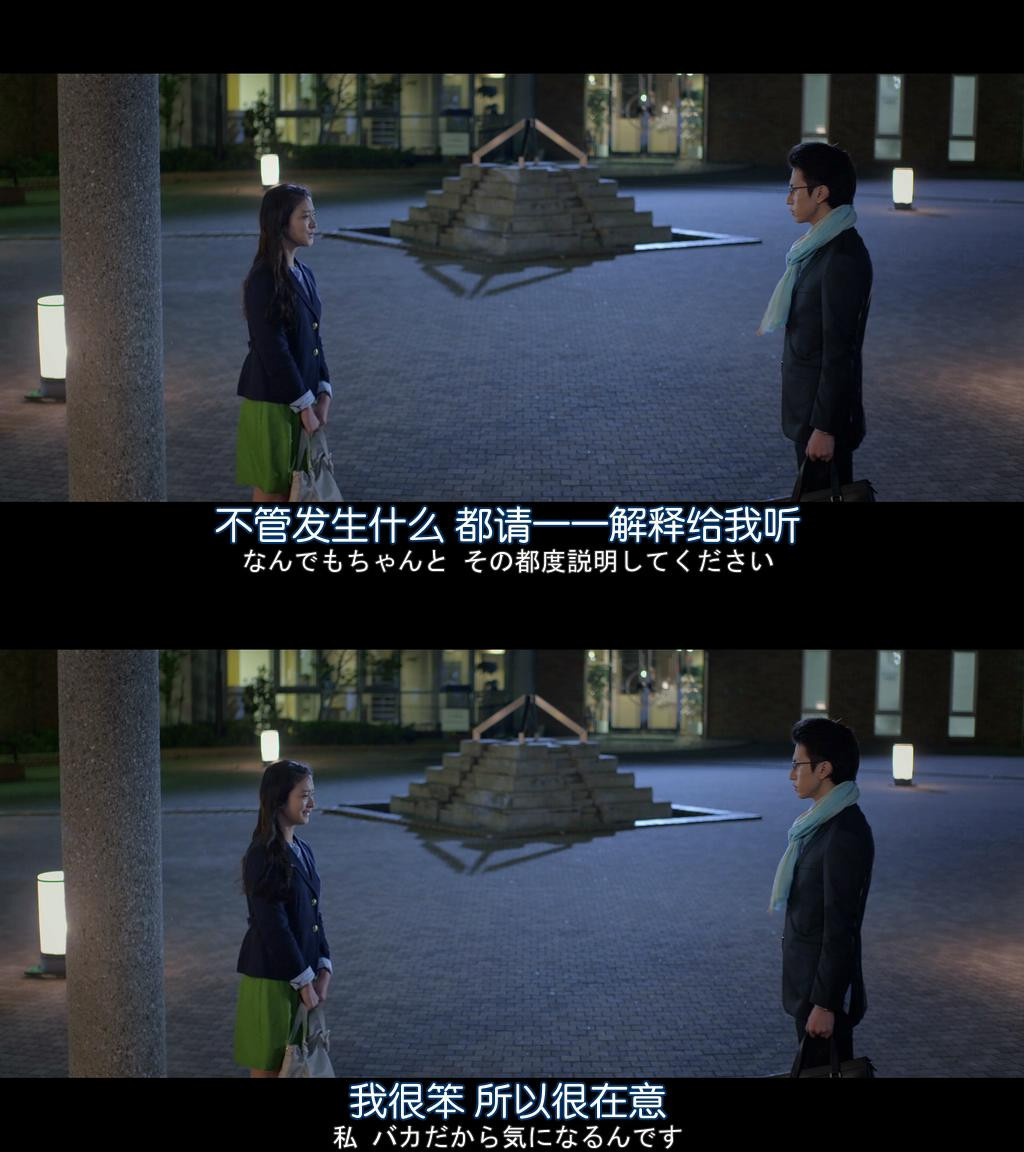 不管发生什么 都请一一解释给我听
なんでもちゃんと その都度説明してください
我很笨 所以很在意
私 バカだから気になるんです